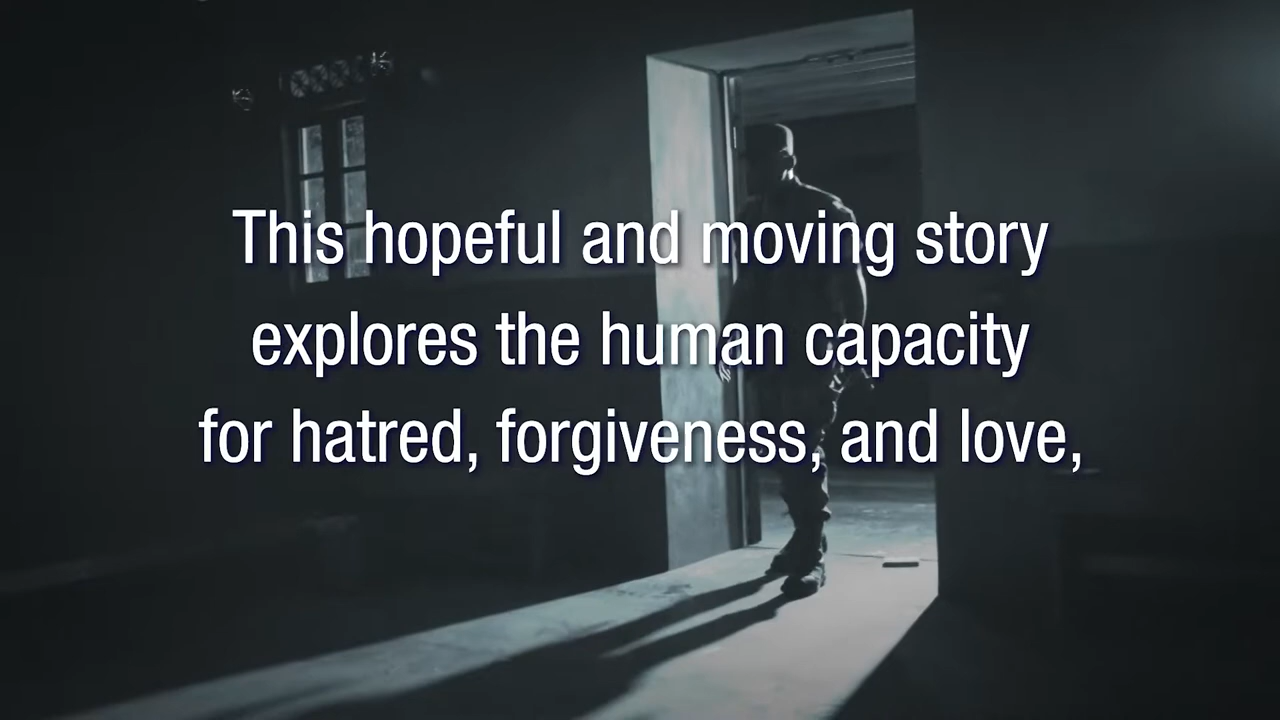 This hopeful and moving story
explores the human capacity
for hatred, forgiveness, and love,